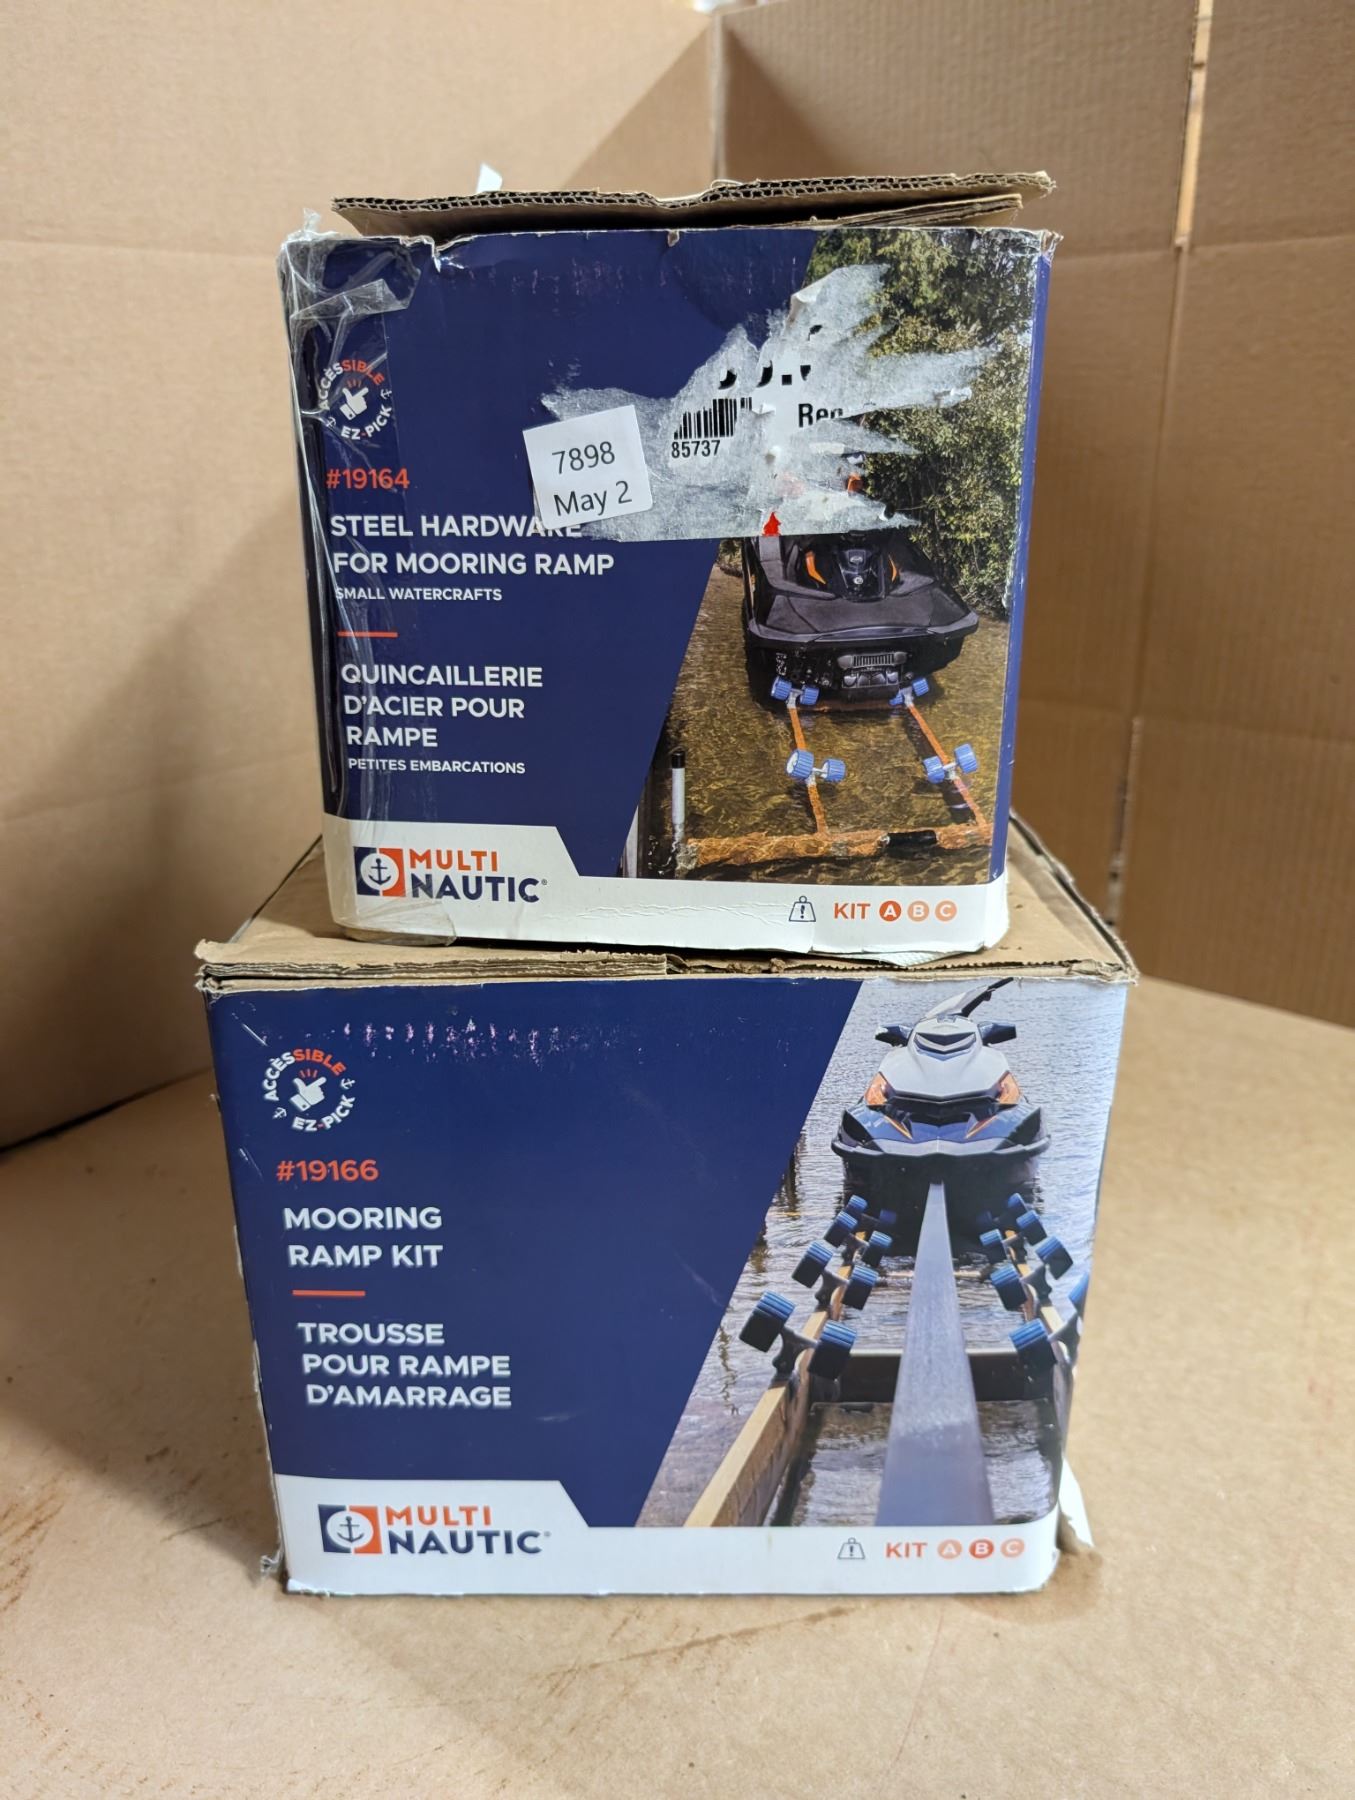 ACCÈSSIBLE
EZ-PICK
#19164
7898
May 2
85737
STEEL HARDWARE
FOR MOORING RAMP
SMALL WATERCRAFTS
QUINCAILLERIE
D'ACIER POUR
RAMPE
PETITES EMBARCATIONS
MULTI
NAUTIC®
KIT A B C
ACCÈSSIBLE
EZ-PICK
#19166
MOORING
RAMP KIT
TROUSSE
POUR RAMPE
D'AMARRAGE
MULTI
NAUTIC®
KIT A B C